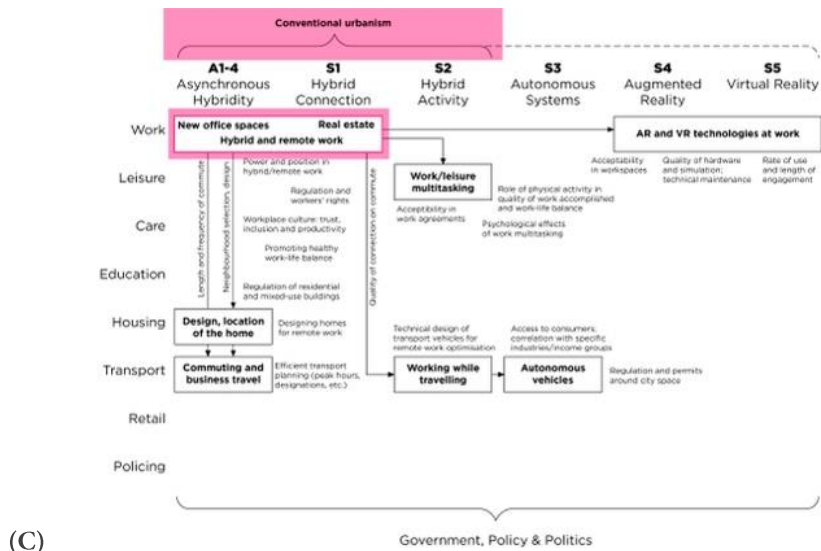 Conventional urbanism
A1-4
Asynchronous
Hybridity
S1
Hybrid
Connection
S2
Hybrid
Activity
S3
Autonomous
Systems
S4
Augmented
Reality
S5
Virtual Reality
Work
New office spaces
Real estate
Hybrid and remote work
AR and VR technologies at work
Leisure
Power and position in
hybrid/remote work
Regulation and
workers' rights
Work/leisure
multitasking
Acceptability
in workspaces
Quality of hardware
and simulation;
technical maintenance
Rate of use
and length of
engagement
Role of physical activity in
quality of work accomplished
and work-life balance
Care
Workplace culture: trust,
inclusion and productivity
Promoting healthy
work-life balance
Acceptibility in
work agreements
Psychological effects
of work multitasking
Length and frequency of commute
Neighbourhood selection, design
Quality of connection on commute
Education
Regulation of residential
and mixed-use buildings
Housing
Design, location
of the home
Designing homes
for remote work
Technical design of
transport vehicles for
remote work optimisation
Access to consumers;
correlation with specific
industries/income groups
Transport
Commuting and
business travel
Efficient transport
planning (peak hours,
designations, etc.)
Working while
travelling
Autonomous
vehicles
Regulation and permits
around city space
Retail
Policing
Government, Policy & Politics
(C)